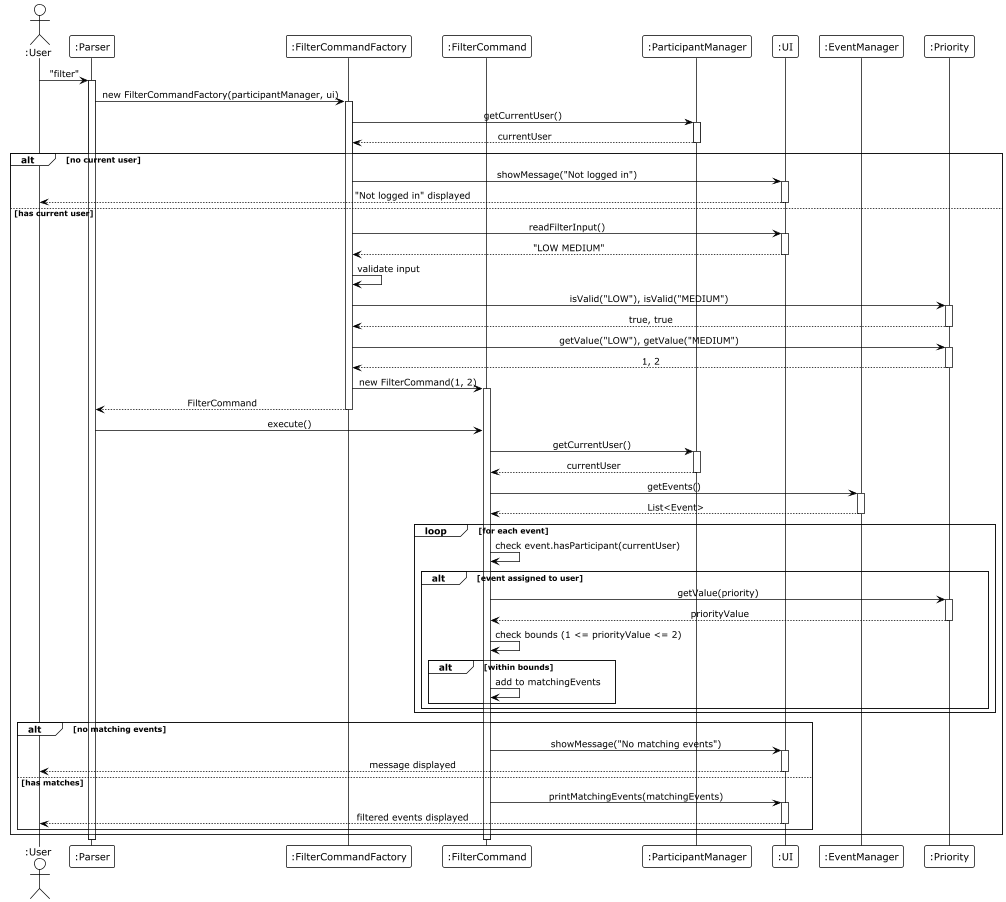 :User
:Parser
:FilterCommandFactory
:FilterCommand
:ParticipantManager
:UI
:EventManager
:Priority
"filter"
new FilterCommandFactory(participantManager, ui)
getCurrentUser()
currentUser
alt
[no current user]
showMessage("Not logged in")
"Not logged in" displayed
[has current user]
readFilterInput()
"LOW MEDIUM"
validate input
isValid("LOW"), isValid("MEDIUM")
true, true
getValue("LOW"), getValue("MEDIUM")
1, 2
new FilterCommand(1, 2)
FilterCommand
execute()
getCurrentUser()
currentUser
getEvents()
List<Event>
loop
[for each event]
check event.hasParticipant(currentUser)
alt
[event assigned to user]
getValue(priority)
priorityValue
check bounds (1 <= priorityValue <= 2)
alt
[within bounds]
add to matchingEvents
alt
[no matching events]
showMessage("No matching events")
message displayed
[has matches]
printMatchingEvents(matchingEvents)
filtered events displayed
:User
:Parser
:FilterCommandFactory
:FilterCommand
:ParticipantManager
:UI
:EventManager
:Priority